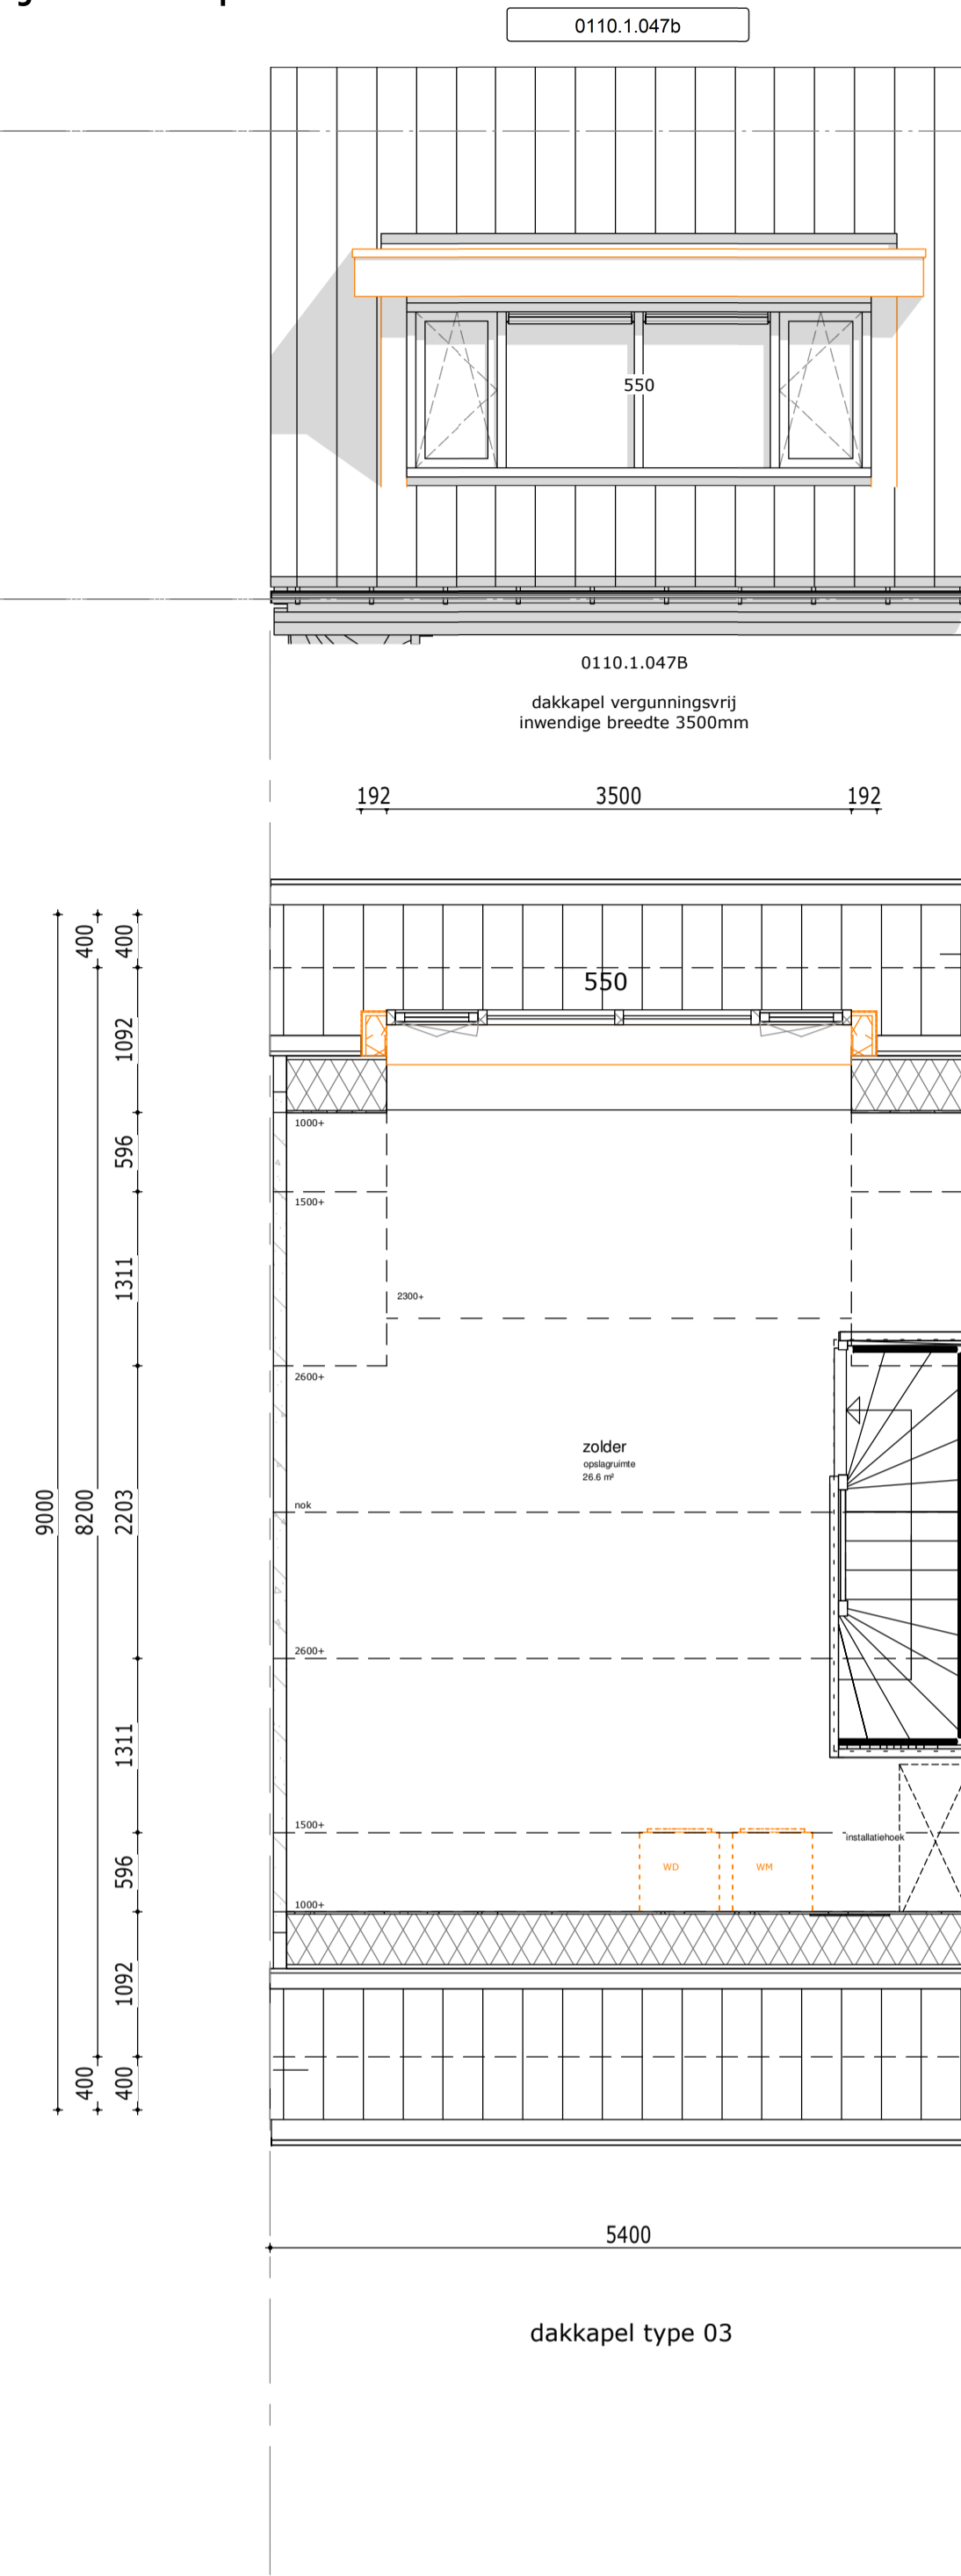 0110.1.047b
550
0110.1.047B
dakkapel vergunningsvrij
inwendige breedte 3500mm
192
3500
192
400
400
550
1092
1000+
596
1500+
1311
2300+
2600+
zolder
opslagruimte
26.6 m²
9000
8200
2203
nok
2600+
1311
1500+
installatiehoek
WD
WM
596
1000+
1092
400
400
5400
dakkapel type 03